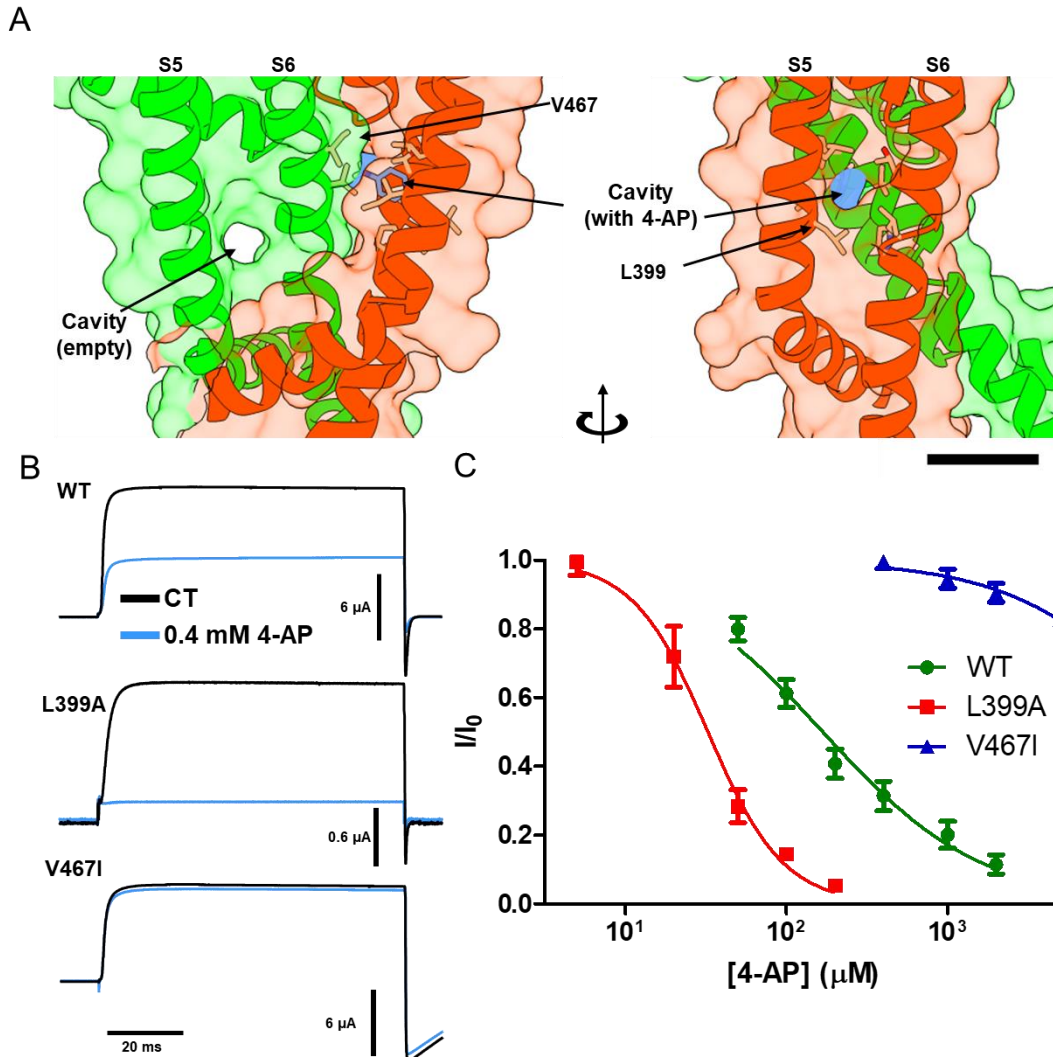 A
S5 S6 S5 S6
V467
Cavity
(with 4-AP)
L399
Cavity
(empty)
B
WT
CT
0.4 mM 4-AP
6 µA
L399A
0.6 µA
V467I
6 µA
20 ms
C
1.0
0.8
0.6
0.4
0.2
0.0
I/I₀
10¹ 10² 10³
[4-AP] (µM)
WT
L399A
V467I